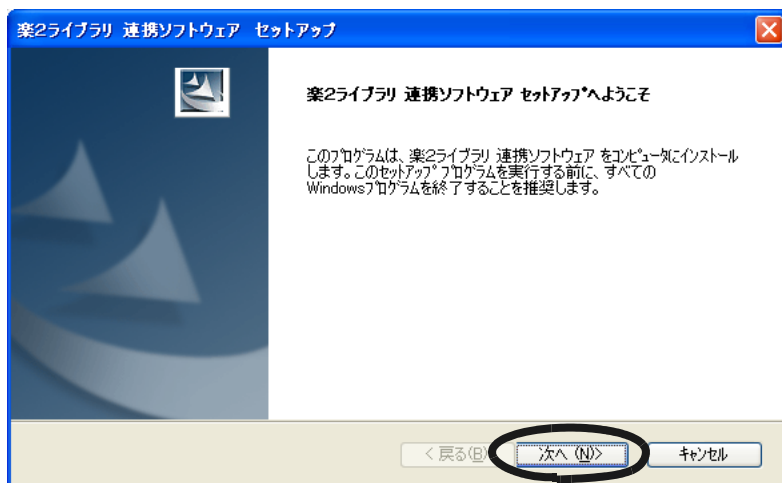 楽2ライブラリ 連携ソフトウェア セットアップ
楽2ライブラリ 連携ソフトウェア セットアップへようこそ
このプログラムは、楽2ライブラリ 連携ソフトウェア をコンピュータにインストール
します。このセットアップ プログラムを実行する前に、すべての
Windowsプログラムを終了することを推奨します。
< 戻る(B) 次へ (N)> キャンセル